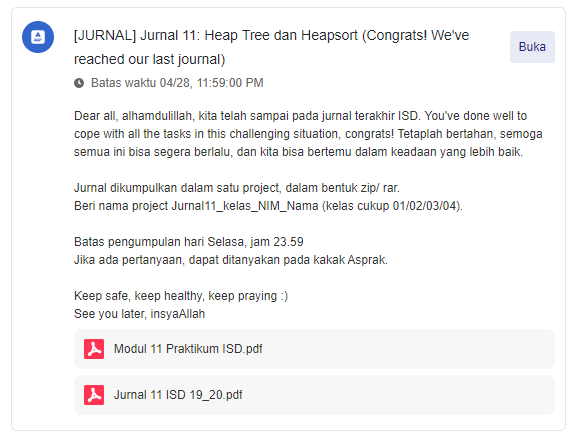 [JURNAL] Jurnal 11: Heap Tree dan Heapsort (Congrats! We've
reached our last journal)
Buka
Batas waktu 04/28, 11:59:00 PM
Dear all, alhamdulillah, kita telah sampai pada jurnal terakhir ISD. You've done well to
cope with all the tasks in this challenging situation, congrats! Tetaplah bertahan, semoga
semua ini bisa segera berlalu, dan kita bisa bertemu dalam keadaan yang lebih baik.
Jurnal dikumpulkan dalam satu project, dalam bentuk zip/ rar.
Beri nama project Jurnal11_kelas_NIM_Nama (kelas cukup 01/02/03/04).
Batas pengumpulan hari Selasa, jam 23.59
Jika ada pertanyaan, dapat ditanyakan pada kakak Asprak.
Keep safe, keep healthy, keep praying :)
See you later, insyaAllah
Modul 11 Praktikum ISD.pdf
Jurnal 11 ISD 19_20.pdf